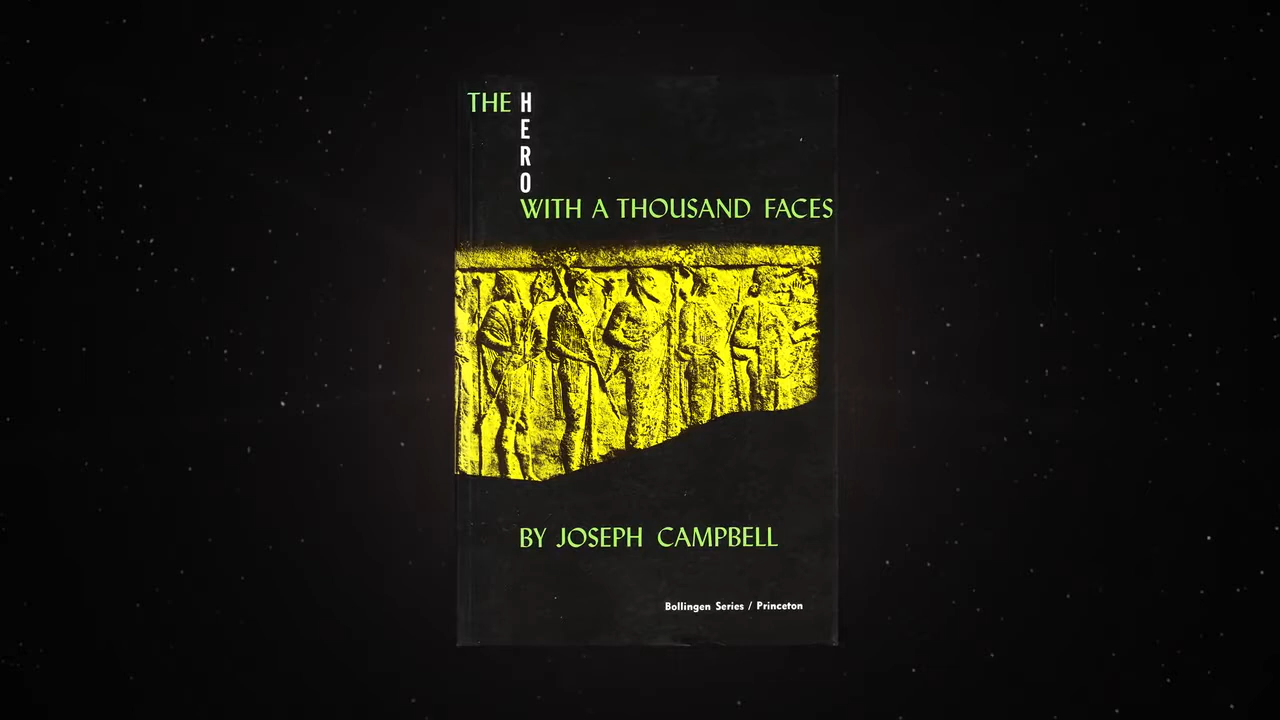 THE HERO
WITH A THOUSAND FACES
BY JOSEPH CAMPBELL
Bollingen Series / Princeton